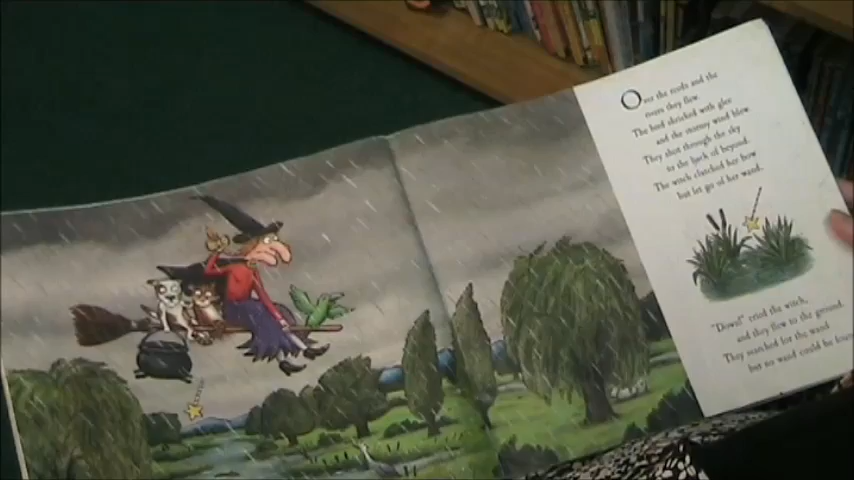 Over the reeds and the
rivers they flew.
The bird shrieked with glee
and the stormy wind blew.
They shot through the sky
to the back of beyond.
The witch clutched her bow
but let go of her wand.
"Down!" cried the witch,
and they flew to the ground.
They searched for the wand
but no wand could be found